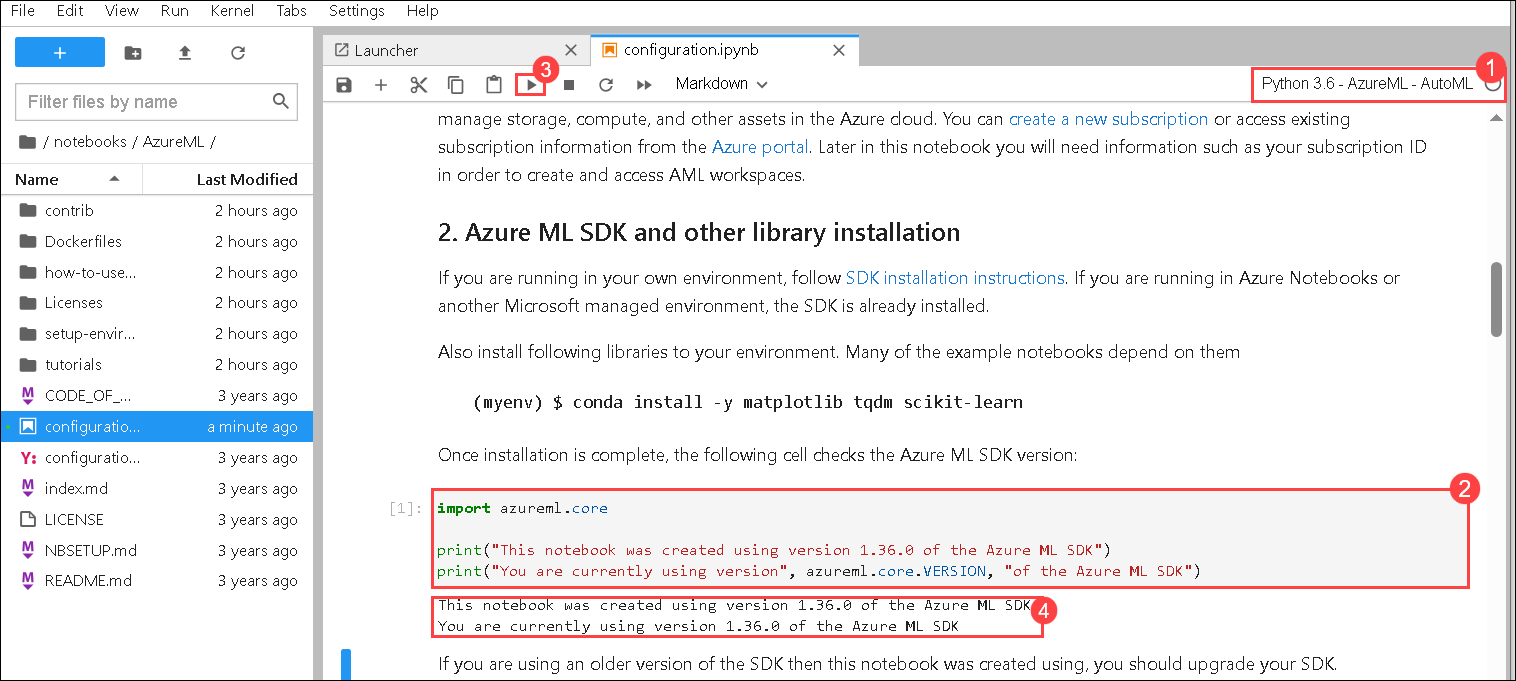 File Edit View Run Kernel Tabs Settings Help
+
Filter files by name
/ notebooks / AzureML /
Name Last Modified
contrib 2 hours ago
Dockerfiles 2 hours ago
how-to-use... 2 hours ago
Licenses 2 hours ago
setup-envir... 2 hours ago
tutorials 2 hours ago
CODE_OF_... 3 years ago
configuratio... a minute ago
Y: configuratio... 3 years ago
index.md 3 years ago
LICENSE 3 years ago
NBSETUP.md 3 years ago
README.md 3 years ago
Launcher configuration.ipynb
3
Markdown
Python 3.6 - AzureML - AutoML
1
manage storage, compute, and other assets in the Azure cloud. You can create a new subscription or access existing
subscription information from the Azure portal. Later in this notebook you will need information such as your subscription ID
in order to create and access AML workspaces.
2. Azure ML SDK and other library installation
If you are running in your own environment, follow SDK installation instructions. If you are running in Azure Notebooks or
another Microsoft managed environment, the SDK is already installed.
Also install following libraries to your environment. Many of the example notebooks depend on them
(myenv) $ conda install -y matplotlib tqdm scikit-learn
Once installation is complete, the following cell checks the Azure ML SDK version:
2
[1]: import azureml.core
print("This notebook was created using version 1.36.0 of the Azure ML SDK")
print("You are currently using version", azureml.core.VERSION, "of the Azure ML SDK")
This notebook was created using version 1.36.0 of the Azure ML SDK
4
You are currently using version 1.36.0 of the Azure ML SDK
If you are using an older version of the SDK then this notebook was created using, you should upgrade your SDK.